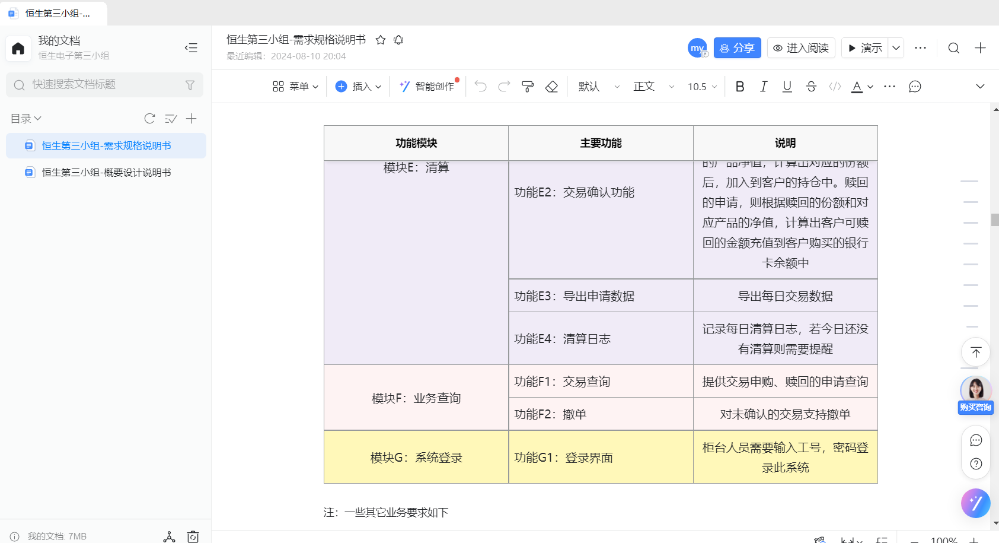 恒生第三小组-...
我的文档
恒生电子第三小组
快速搜索文档标题
目录
恒生第三小组-需求规格说明书
恒生第三小组-概要设计说明书
我的文档: 7MB
恒生第三小组-需求规格说明书
最近编辑：2024-08-10 20:04
my
分享
进入阅读
演示
菜单
插入
智能创作
默认
正文
10.5
B I U S </> A
功能模块 主要功能 说明
模块E：清算
功能E2：交易确认功能
的产品净值，计算出对应的份额
后，加入到客户的持仓中。赎回
的申请，则根据赎回的份额和对
应产品的净值，计算出客户可赎
回的金额充值到客户购买的银行
卡余额中
功能E3：导出申请数据 导出每日交易数据
功能E4：清算日志
记录每日清算日志，若今日还没
有清算则需要提醒
模块F：业务查询
功能F1：交易查询 提供交易申购、赎回的申请查询
功能F2：撤单 对未确认的交易支持撤单
模块G：系统登录
功能G1：登录界面
柜台人员需要输入工号，密码登
录此系统
注：一些其它业务要求如下
购买咨询
100%